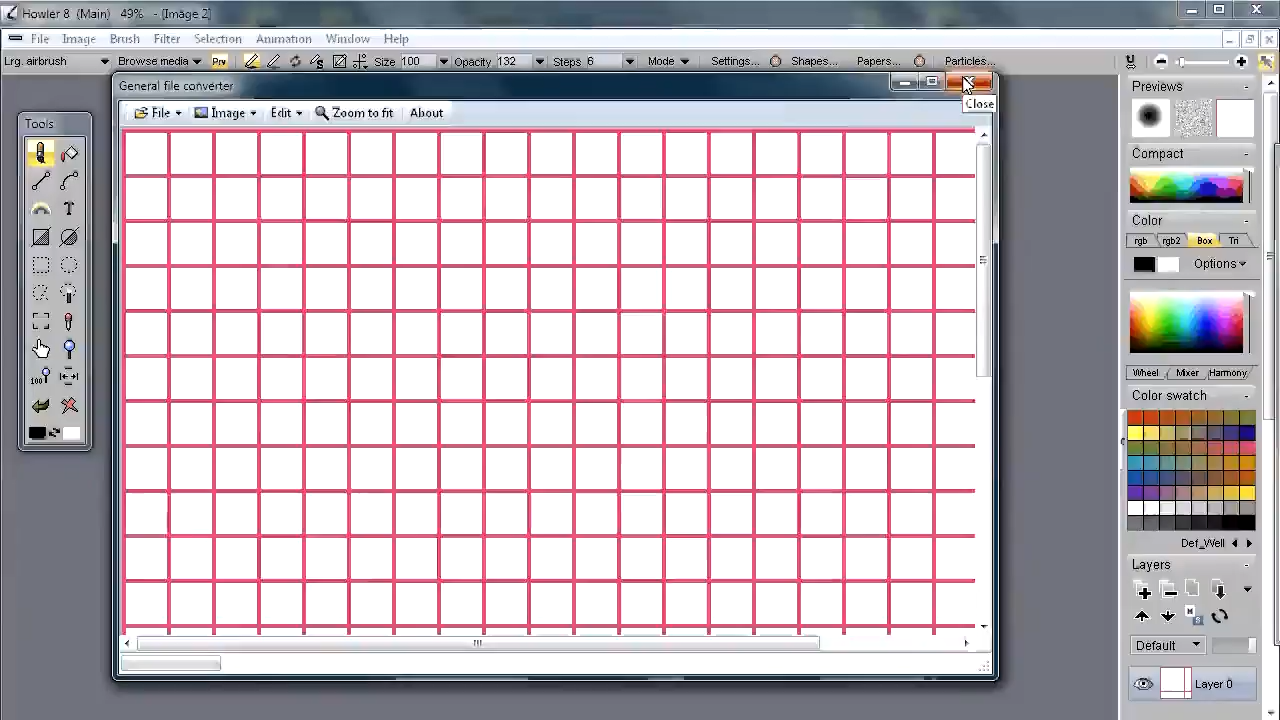 Howler 8 (Main) 49% - (Image 2)
File Image Brush Filter Selection Animation Window Help
Lrg. airbrush Browse media Prv Size 100 Opacity 132 Steps 6 Mode Settings... Shape... Papers... Particles...
General file converter
Close
File Image Edit Zoom to fit About
Tools
T
100
Previews
Compact
Color
rgb rgb2 Box Tri
Options
Wheel Mixer Harmony
Color swatch
Def_Well
Layers
Default
Layer 0